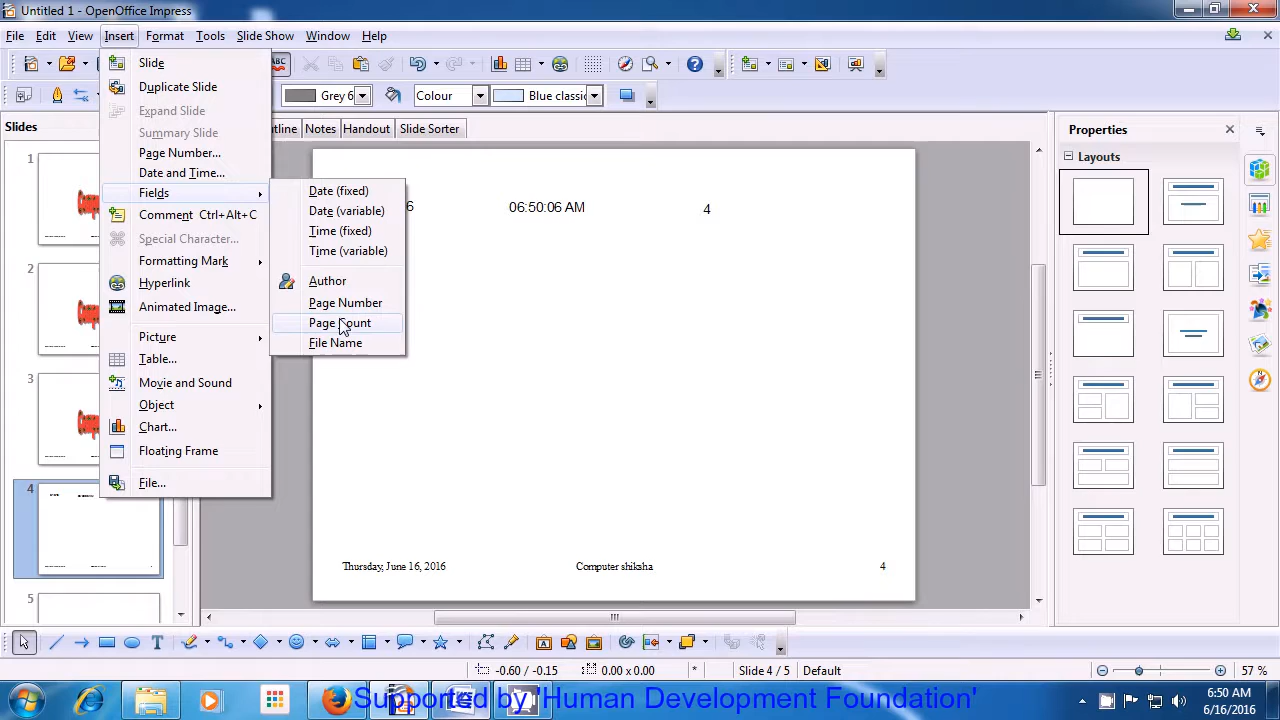 Untitled 1 - OpenOffice Impress
File Edit View Insert Format Tools Slide Show Window Help
ABC
Grey 6 Colour Blue classic
Slides
Notes Handout Slide Sorter
Properties
Layouts
Slide
Duplicate Slide
Expand Slide
Summary Slide
Page Number...
Date and Time...
Fields
Comment Ctrl+Alt+C
Special Character...
Formatting Mark
Hyperlink
Animated Image...
Picture
Table...
Movie and Sound
Object
Chart...
Floating Frame
File...
Date (fixed)
Date (variable)
Time (fixed)
Time (variable)
Author
Page Number
Page Count
File Name
6 06:50:06 AM 4
1
2
3
4
5
Thursday, June 16, 2016 Computer shiksha 4
-0.60 / -0.15 0.00 x 0.00 * Slide 4 / 5 Default 57 %
Supported by 'Human Development Foundation'
6:50 AM
6/16/2016